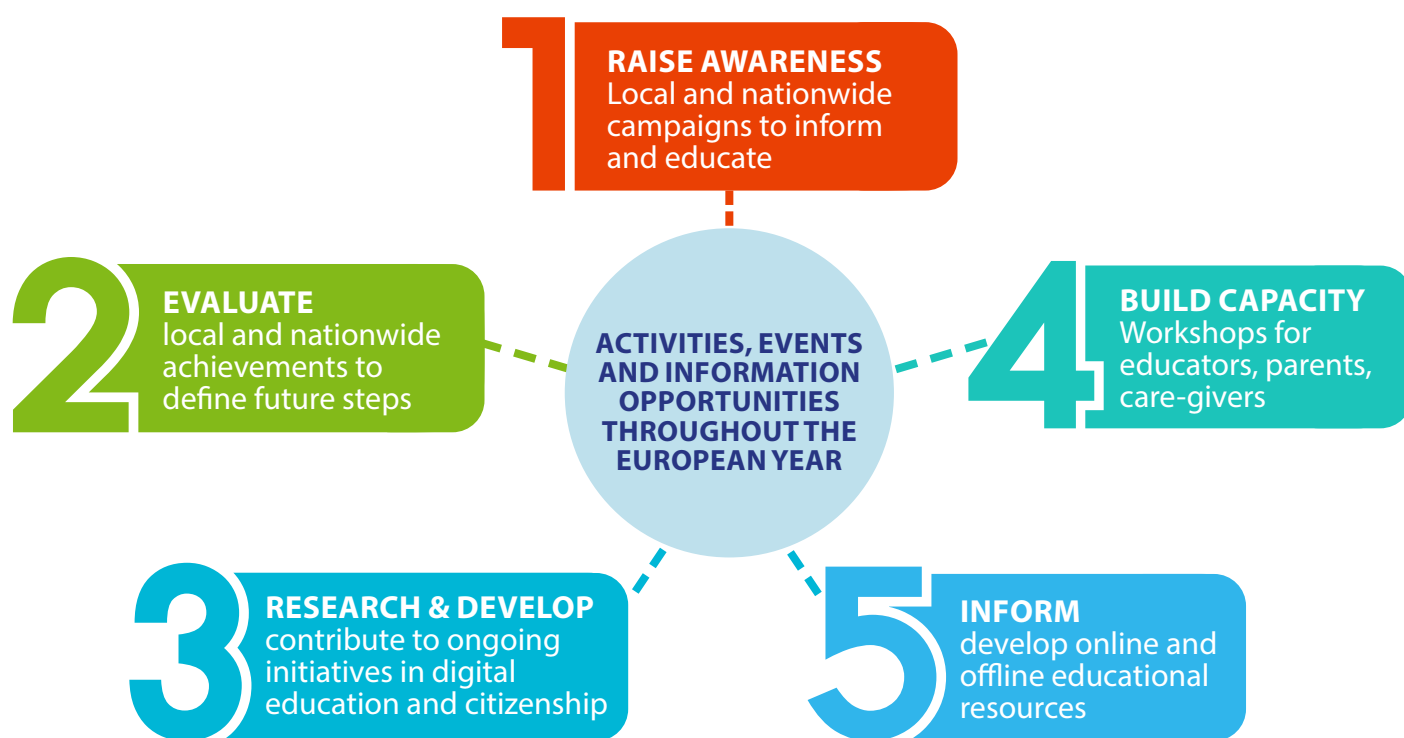 1
RAISE AWARENESS
Local and nationwide
campaigns to inform
and educate
2
EVALUATE
local and nationwide
achievements to
define future steps
ACTIVITIES, EVENTS
AND INFORMATION
OPPORTUNITIES
THROUGHOUT THE
EUROPEAN YEAR
4
BUILD CAPACITY
Workshops for
educators, parents,
care-givers
3
RESEARCH & DEVELOP
contribute to ongoing
initiatives in digital
education and citizenship
5
INFORM
develop online and
offline educational
resources